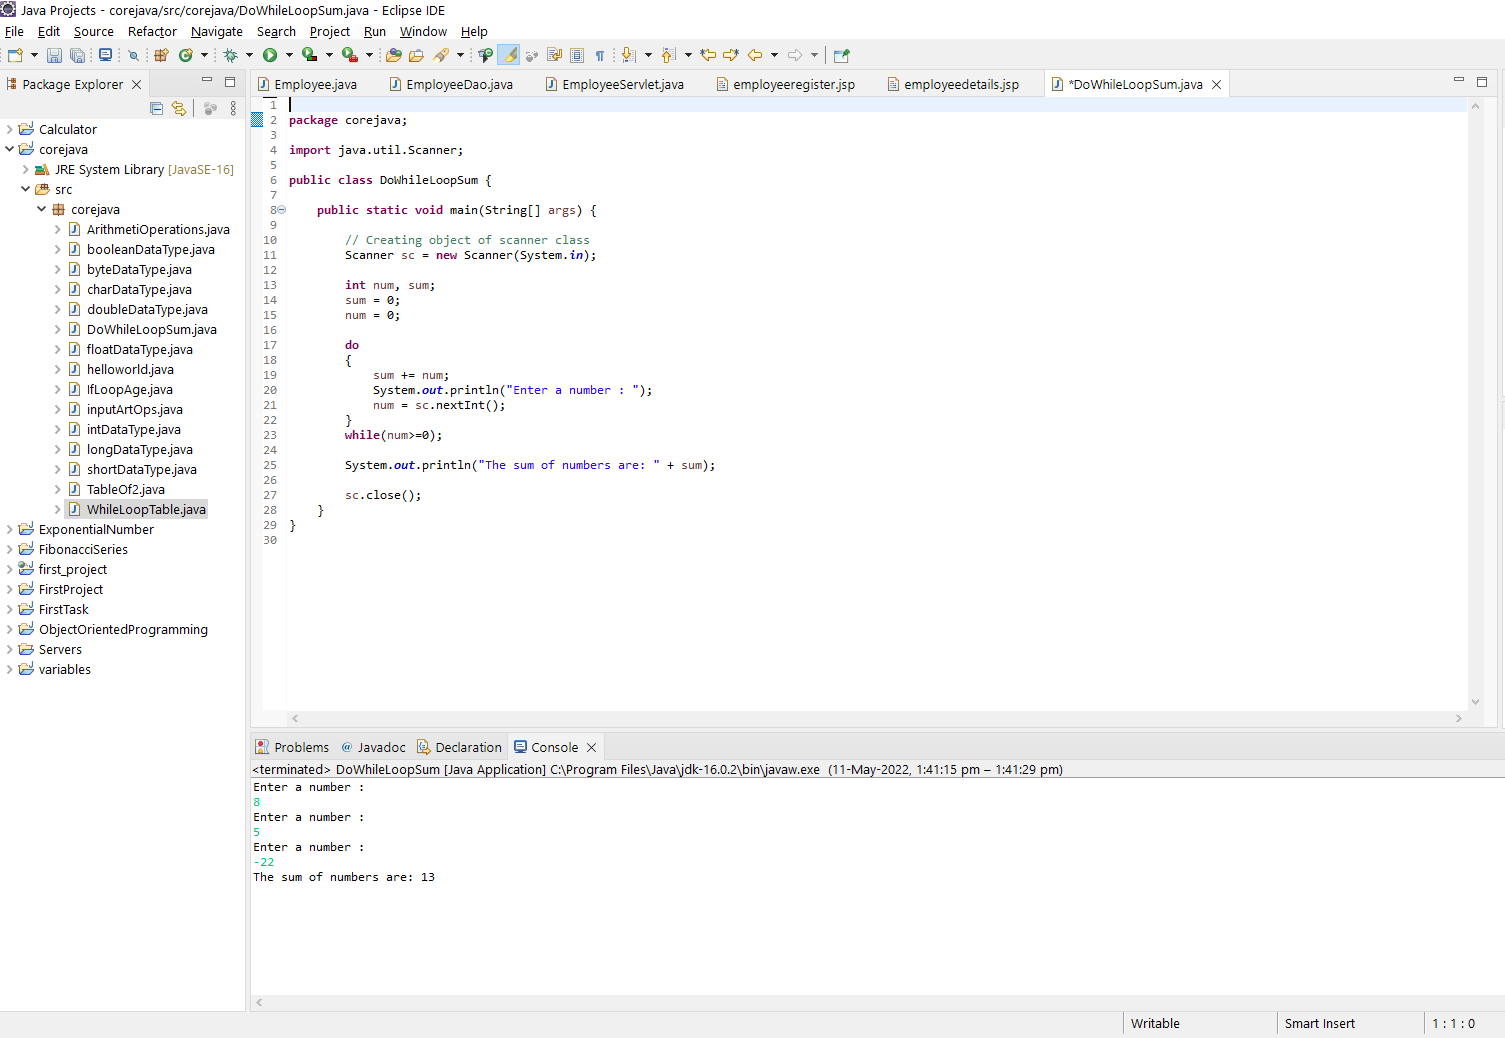 Java Projects - corejava/src/corejava/DoWhileLoopSum.java - Eclipse IDE
File Edit Source Refactor Navigate Search Project Run Window Help
Package Explorer
Calculator
corejava
JRE System Library [JavaSE-16]
src
corejava
ArithmetiOperations.java
booleanDataType.java
byteDataType.java
charDataType.java
doubleDataType.java
DoWhileLoopSum.java
floatDataType.java
helloworld.java
IfLoopAge.java
inputArtOps.java
intDataType.java
longDataType.java
shortDataType.java
TableOf2.java
WhileLoopTable.java
ExponentialNumber
FibonacciSeries
first_project
FirstProject
FirstTask
ObjectOrientedProgramming
Servers
variables
Employee.java EmployeeDao.java EmployeeServlet.java employeeregister.jsp employeedetails.jsp *DoWhileLoopSum.java
1
2 package corejava;
3
4 import java.util.Scanner;
5
6 public class DoWhileLoopSum {
7
8 public static void main(String[] args) {
9
10 // Creating object of scanner class
11 Scanner sc = new Scanner(System.in);
12
13 int num, sum;
14 sum = 0;
15 num = 0;
16
17 do
18 {
19 sum += num;
20 System.out.println("Enter a number : ");
21 num = sc.nextInt();
22 }
23 while(num>=0);
24
25 System.out.println("The sum of numbers are: " + sum);
26
27 sc.close();
28 }
29 }
30
Problems @ Javadoc Declaration Console
<terminated> DoWhileLoopSum [Java Application] C:\Program Files\Java\jdk-16.0.2\bin\javaw.exe (11-May-2022, 1:41:15 pm – 1:41:29 pm)
Enter a number :
8
Enter a number :
5
Enter a number :
-22
The sum of numbers are: 13
Writable Smart Insert 1 : 1 : 0